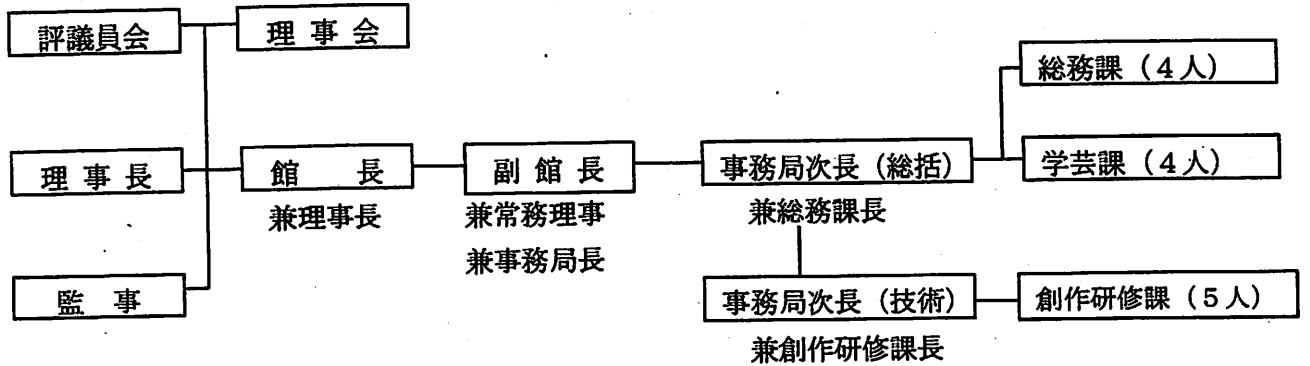 評議員会
理事会
理事長
館長
兼理事長
副館長
兼常務理事
兼事務局長
事務局次長（総括）
兼総務課長
総務課（4人）
学芸課（4人）
監事
事務局次長（技術）
兼創作研修課長
創作研修課（5人）